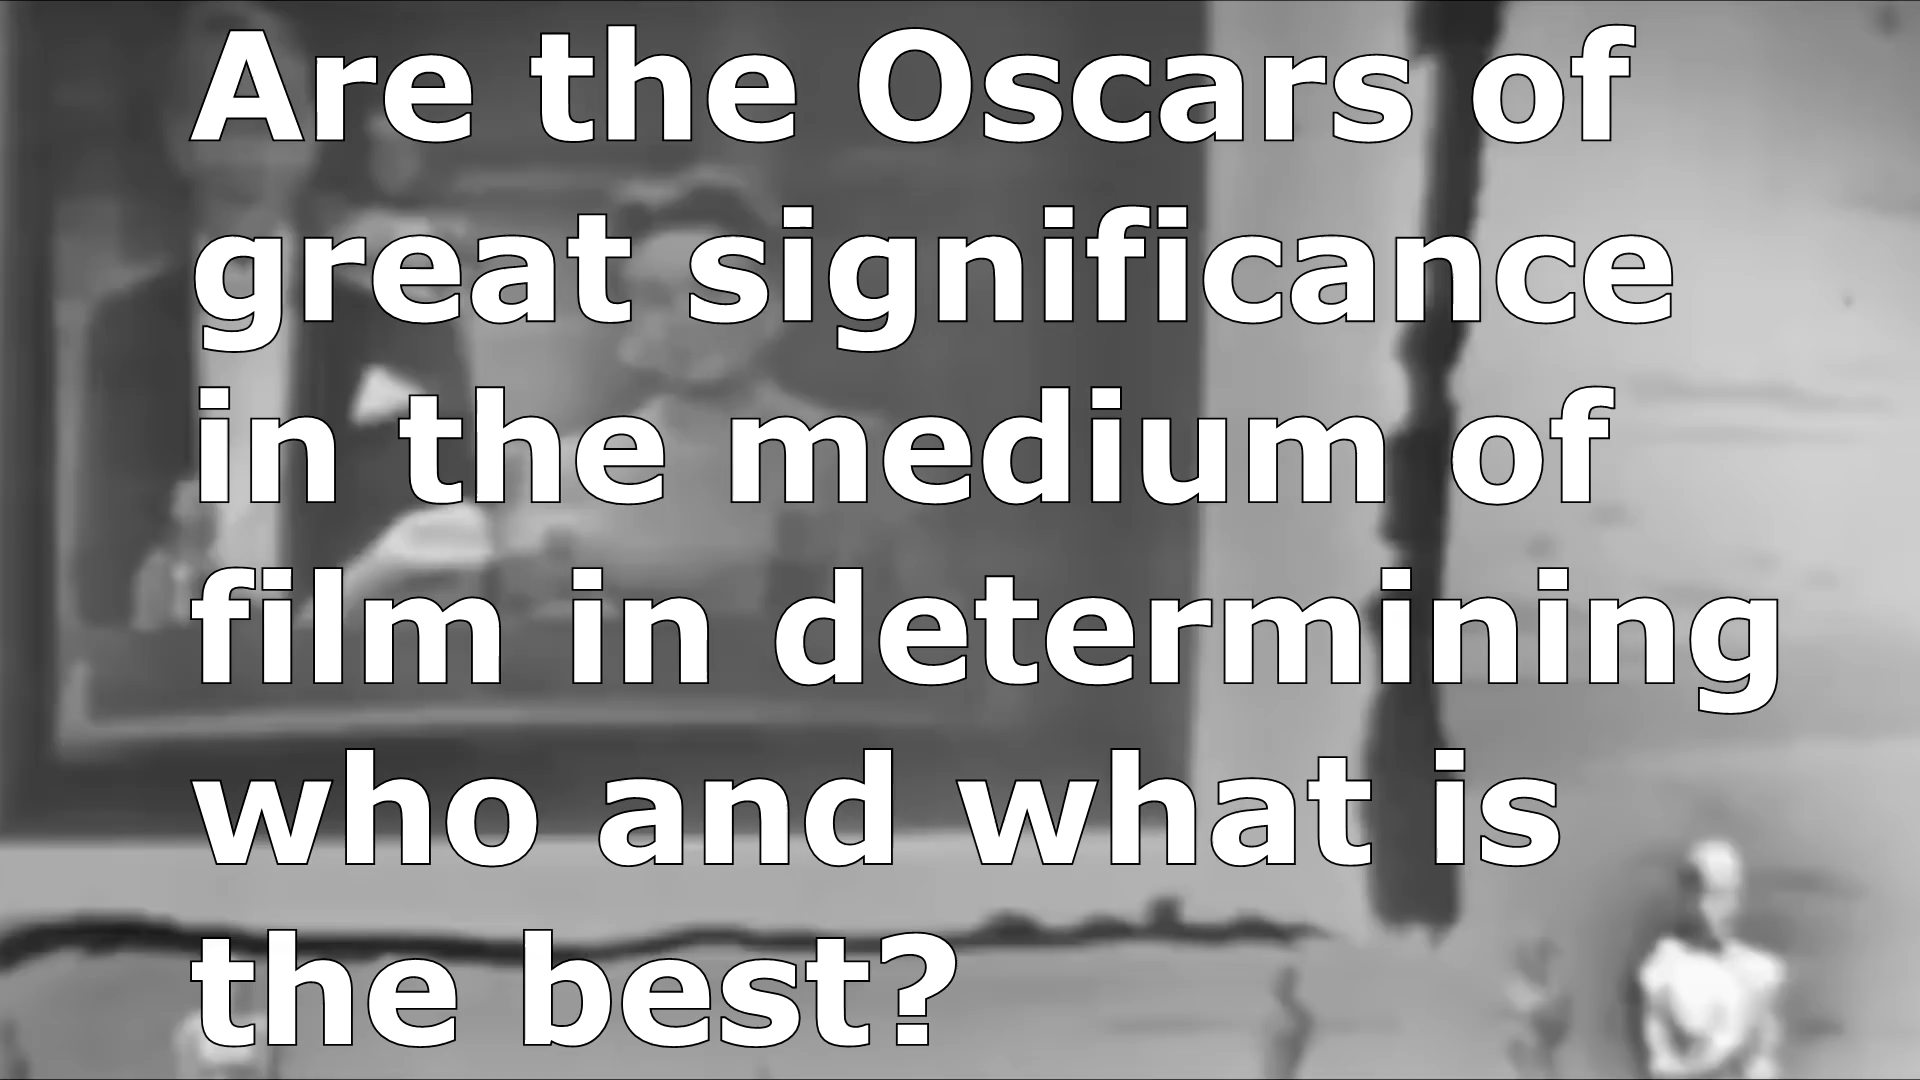 Are the Oscars of
great significance
in the medium of
film in determining
who and what is
the best?